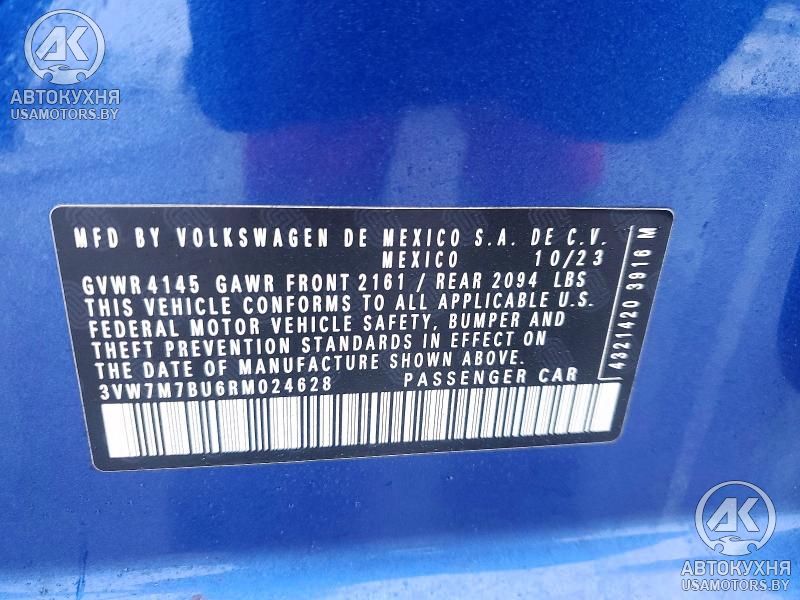 AK
АВТОКУХНЯ
USAMOTORS.BY
MFD BY VOLKSWAGEN DE MEXICO S.A. DE C.V.
MEXICO 10/23
GVWR 4145 GAWR FRONT 2161 / REAR 2094 LBS
THIS VEHICLE CONFORMS TO ALL APPLICABLE U.S.
FEDERAL MOTOR VEHICLE SAFETY, BUMPER AND
THEFT PREVENTION STANDARDS IN EFFECT ON
THE DATE OF MANUFACTURE SHOWN ABOVE.
3VW7M7BU6RM024628 PASSENGER CAR
4321420 3916 M
AK
АВТОКУХНЯ
USAMOTORS.BY